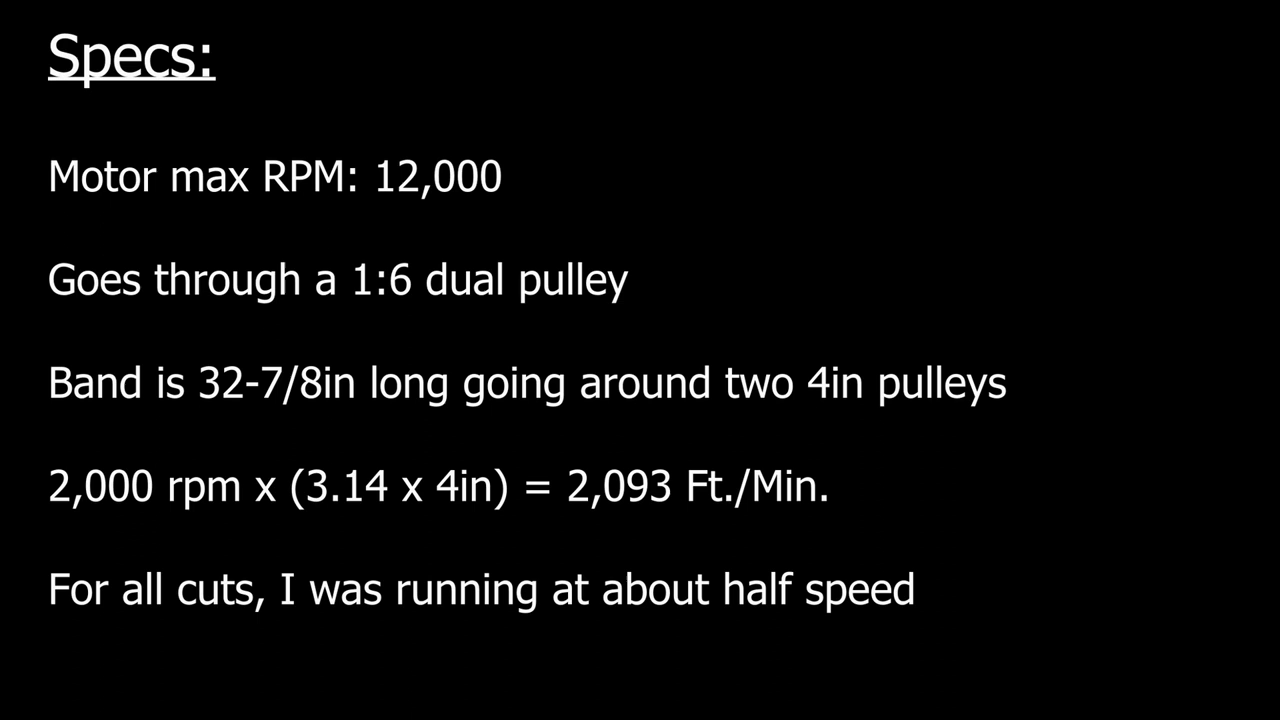 Specs:
Motor max RPM: 12,000
Goes through a 1:6 dual pulley
Band is 32-7/8in long going around two 4in pulleys
2,000 rpm x (3.14 x 4in) = 2,093 Ft./Min.
For all cuts, I was running at about half speed